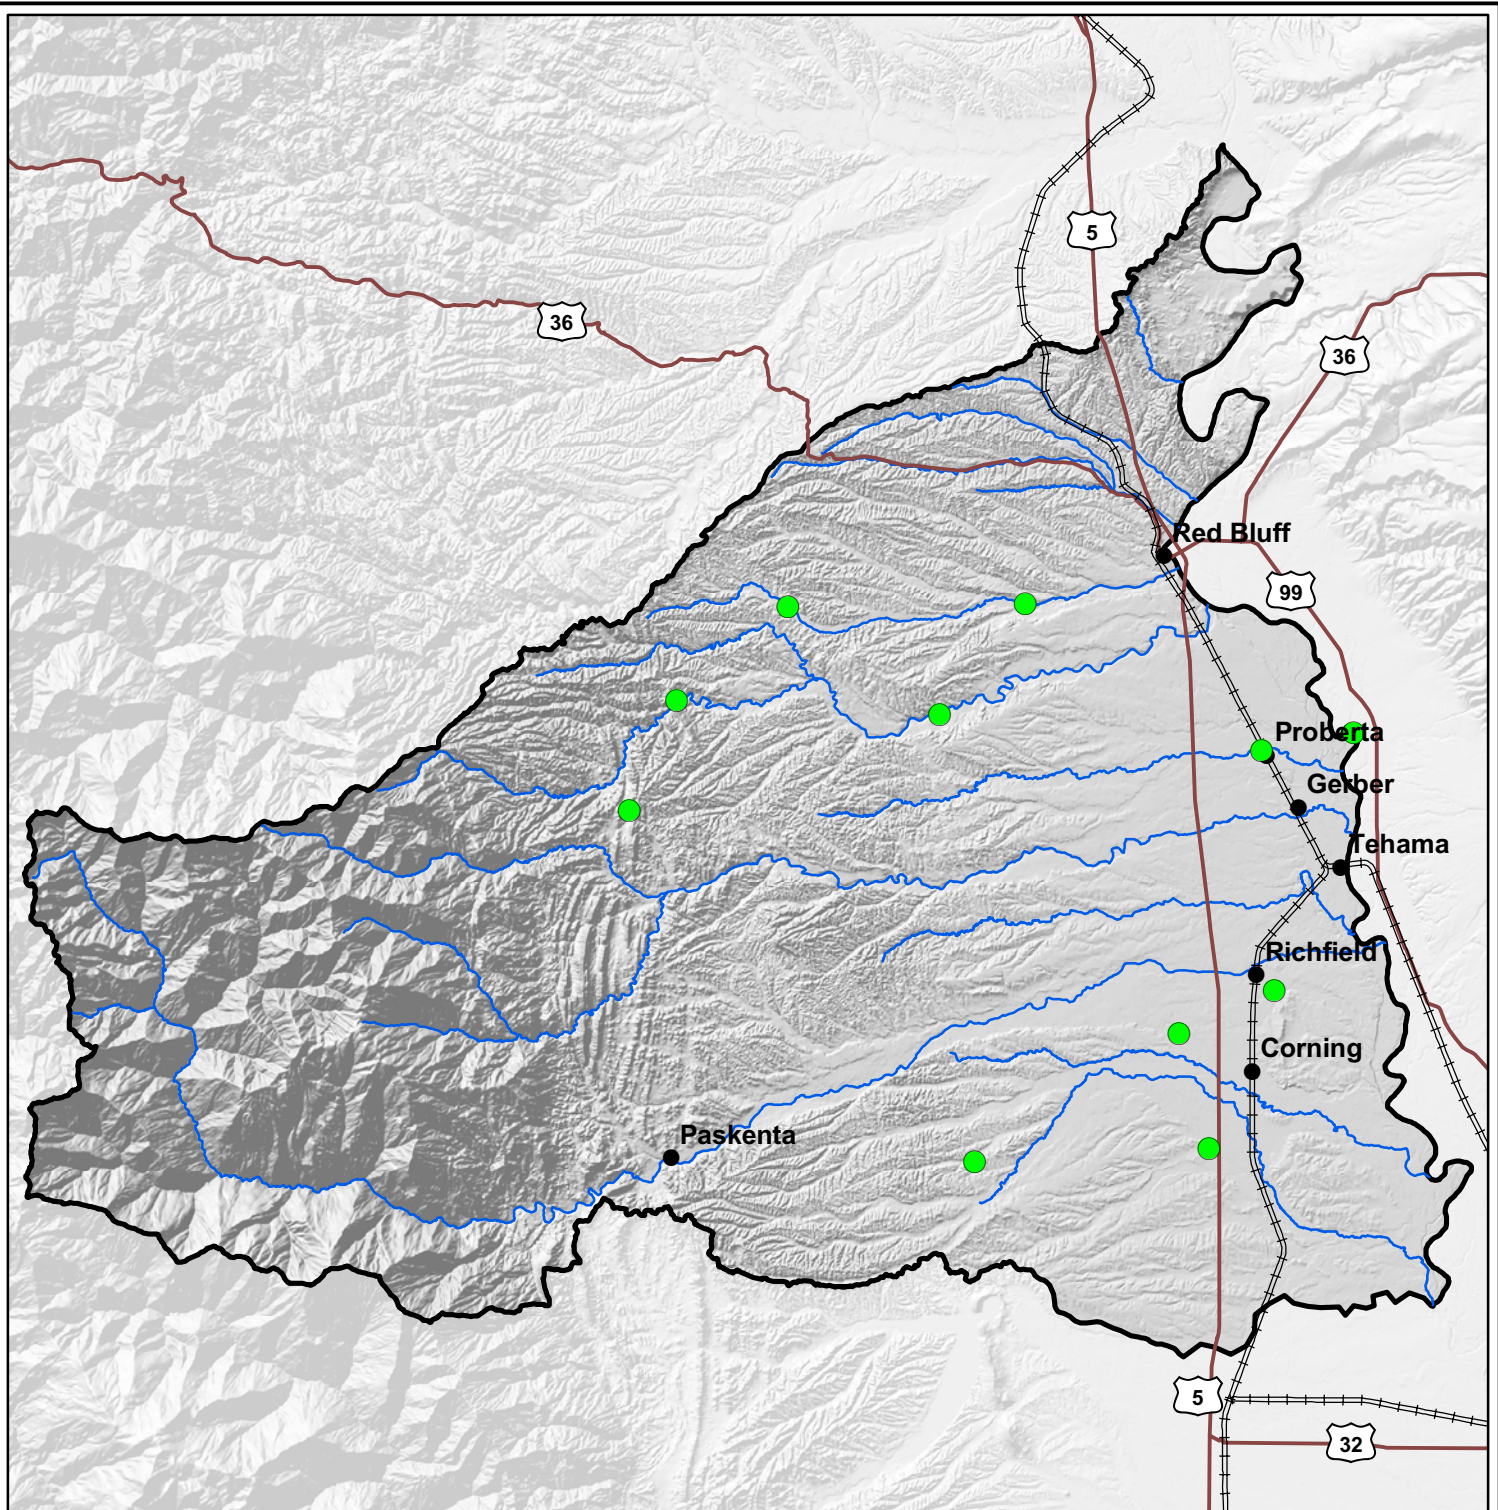 5
36
36
Red Bluff
99
Proberta
Gerber
Tehama
Richfield
Corning
Paskenta
5
32